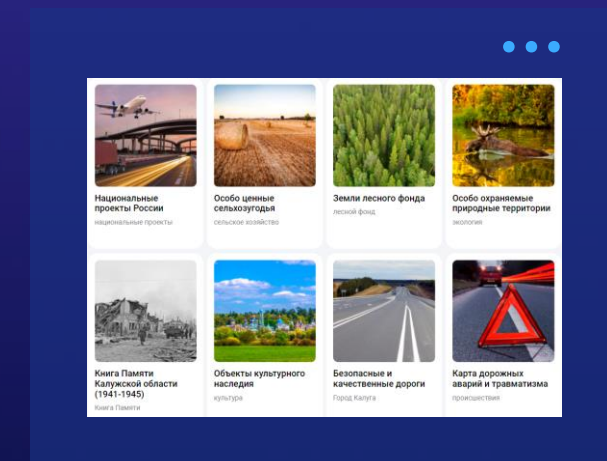 Национальные
проекты России
национальные проекты
Особо ценные
сельхозугодья
сельское хозяйство
Земли лесного фонда
лесной фонд
Особо охраняемые
природные территории
экология
Книга Памяти
Калужской области
(1941-1945)
Книга Памяти
Объекты культурного
наследия
культура
Безопасные и
качественные дороги
Город Калуга
Карта дорожных
аварий и травматизма
происшествия